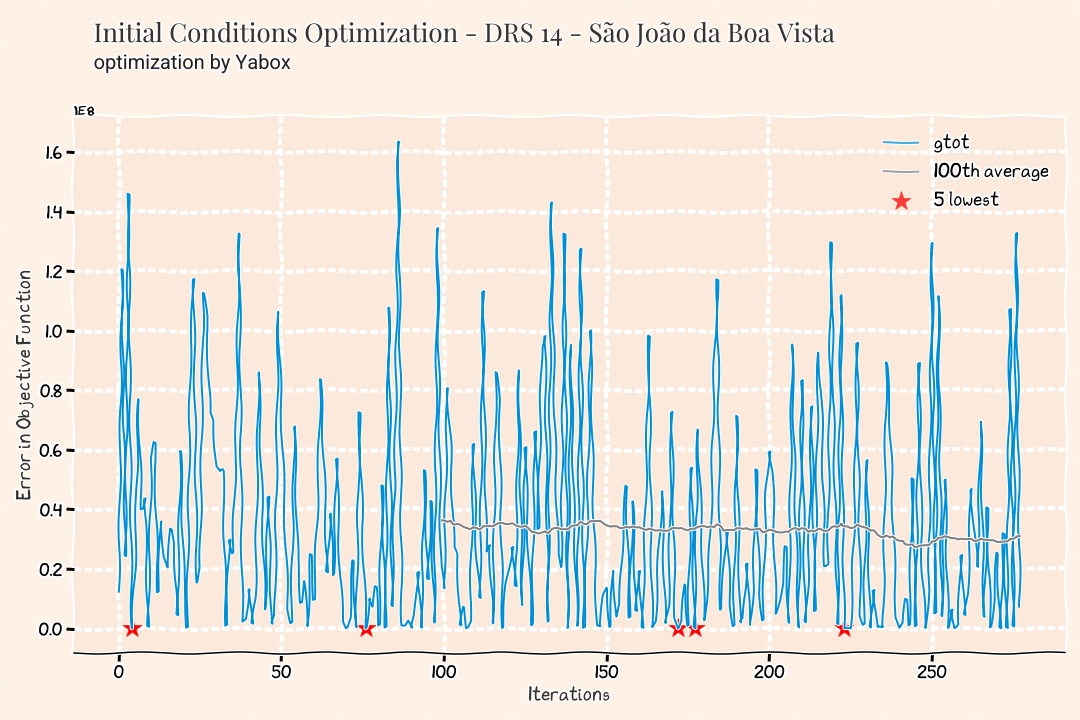 Initial Conditions Optimization - DRS 14 - São João da Boa Vista
optimization by Yabox
1E8
gtot
100th average
5 lowest
1.6
1.4
1.2
1.0
0.8
0.6
0.4
0.2
0.0
Error in Objective Function
0 50 100 150 200 250
Iterations